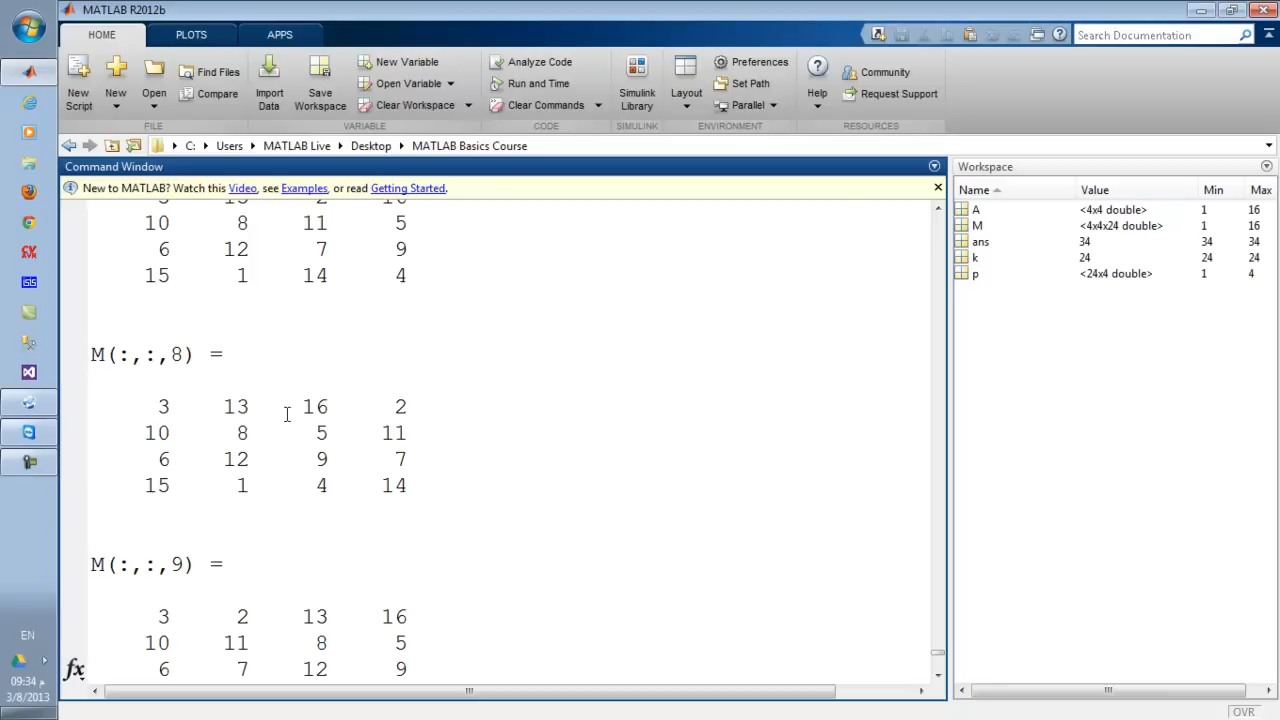 MATLAB R2012b
HOME PLOTS APPS
Search Documentation
New Script
New
Open
Find Files
Compare
Import Data
Save Workspace
New Variable
Open Variable
Clear Workspace
Analyze Code
Run and Time
Clear Commands
Simulink Library
Layout
Preferences
Set Path
Parallel
Help
Community
Request Support
FILE VARIABLE CODE SIMULINK ENVIRONMENT RESOURCES
C: Users MATLAB Live Desktop MATLAB Basics Course
Command Window
New to MATLAB? Watch this Video, see Examples, or read Getting Started.
10 8 11 5
6 12 7 9
15 1 14 4
M(:,:,8) =
3 13 16 2
10 8 5 11
6 12 9 7
15 1 4 14
M(:,:,9) =
3 2 13 16
10 11 8 5
6 7 12 9
fx
Workspace
Name Value Min Max
A <4x4 double> 1 16
M <4x4x24 double> 1 16
ans 34 34 34
k 24 24 24
p <24x4 double> 1 4
EN
09:34 م
3/8/2013
OVR